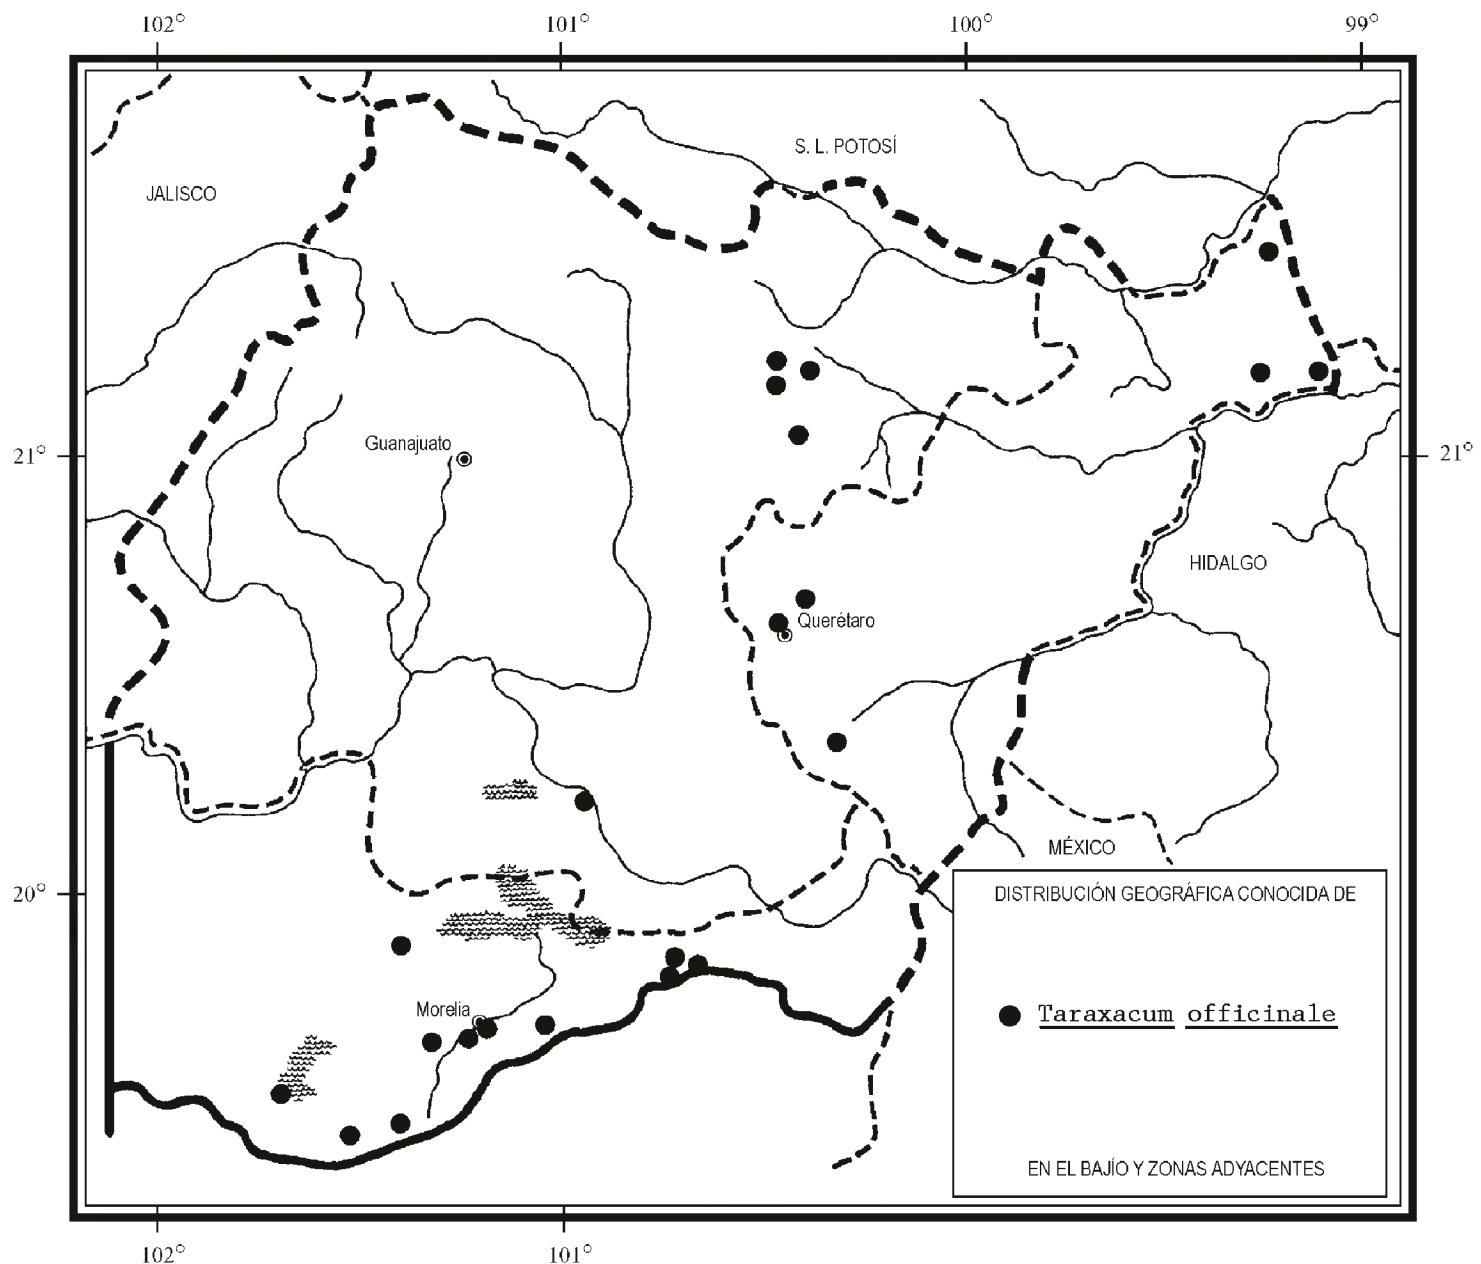 102° 101° 100° 99°
S. L. POTOSÍ
JALISCO
Guanajuato
21° 21°
HIDALGO
Querétaro
MÉXICO
20°
DISTRIBUCIÓN GEOGRÁFICA CONOCIDA DE
Morelia
Taraxacum officinale
EN EL BAJÍO Y ZONAS ADYACENTES
102° 101°